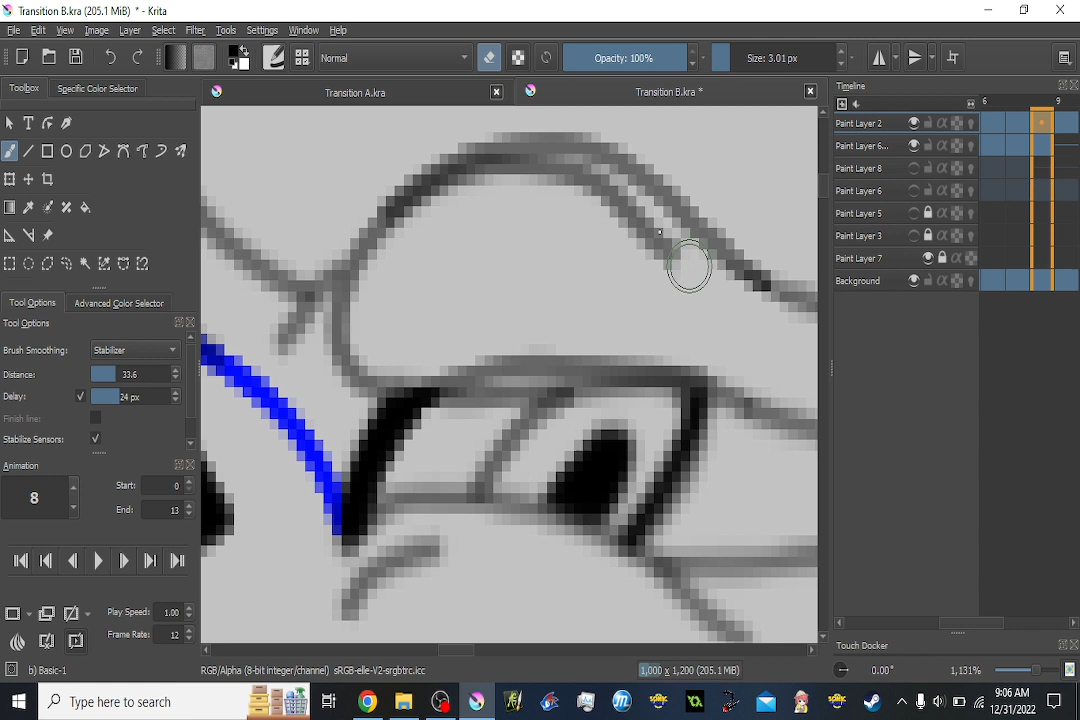 Transition B.kra (205.1 MiB) * - Krita
File Edit View Image Layer Select Filter Tools Settings Window Help
Normal Opacity: 100% Size: 3.01 px
Toolbox Specific Color Selector
Transition A.kra Transition B.kra *
Timeline
6 9
Paint Layer 2
Paint Layer 6...
Paint Layer 8
Paint Layer 6
Paint Layer 5
Paint Layer 3
Paint Layer 7
Background
Tool Options Advanced Color Selector
Tool Options
Brush Smoothing: Stabilizer
Distance: 33.6
Delay: 24 px
Finish line:
Stabilize Sensors:
Animation
8 Start: 0
End: 13
Play Speed: 1.00
Frame Rate: 12
Touch Docker
b) Basic-1 RGB/Alpha (8-bit integer/channel) sRGB-elle-V2-srgbtrc.icc 1,000 x 1,200 (205.1 MiB) 0.00° 1,131%
Type here to search
9:06 AM
12/31/2022